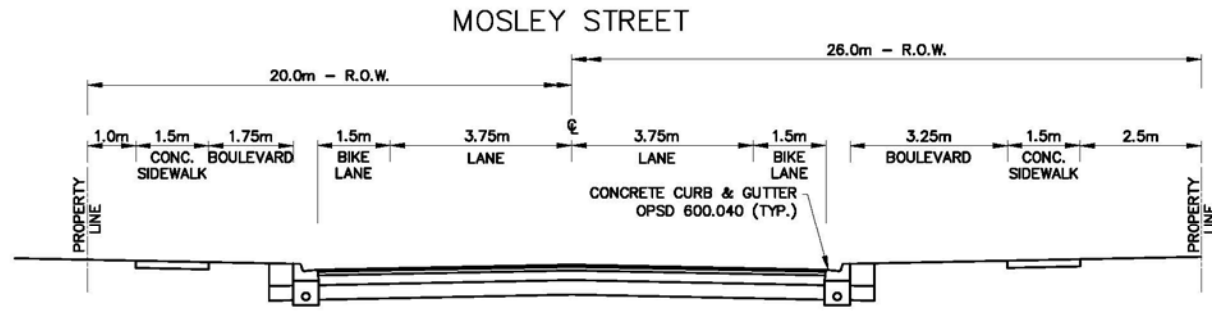 MOSLEY STREET
26.0m - R.O.W.
20.0m - R.O.W.
℄
1.0m 1.5m 1.75m 1.5m 3.75m 3.75m 1.5m 3.25m 1.5m 2.5m
CONC. SIDEWALK
BOULEVARD
BIKE LANE
LANE
LANE
BIKE LANE
BOULEVARD
CONC. SIDEWALK
CONCRETE CURB & GUTTER
OPSD 600.040 (TYP.)
PROPERTY
LINE
PROPERTY
LINE